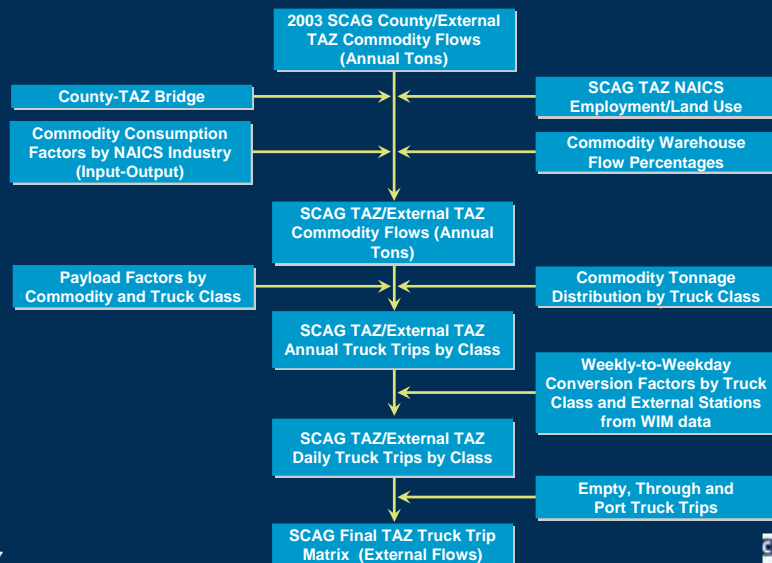 2003 SCAG County/External
TAZ Commodity Flows
(Annual Tons)
County-TAZ Bridge
SCAG TAZ NAICS
Employment/Land Use
Commodity Consumption
Factors by NAICS Industry
(Input-Output)
Commodity Warehouse
Flow Percentages
SCAG TAZ/External TAZ
Commodity Flows (Annual
Tons)
Payload Factors by
Commodity and Truck Class
Commodity Tonnage
Distribution by Truck Class
SCAG TAZ/External TAZ
Annual Truck Trips by Class
Weekly-to-Weekday
Conversion Factors by Truck
Class and External Stations
from WIM data
SCAG TAZ/External TAZ
Daily Truck Trips by Class
Empty, Through and
Port Truck Trips
SCAG Final TAZ Truck Trip
Matrix (External Flows)